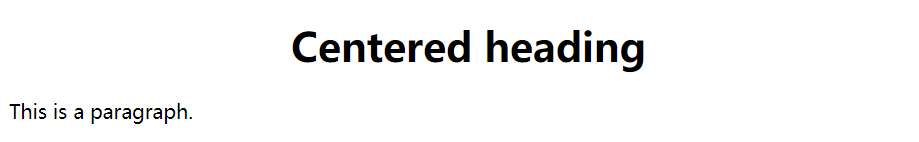 Centered heading
This is a paragraph.